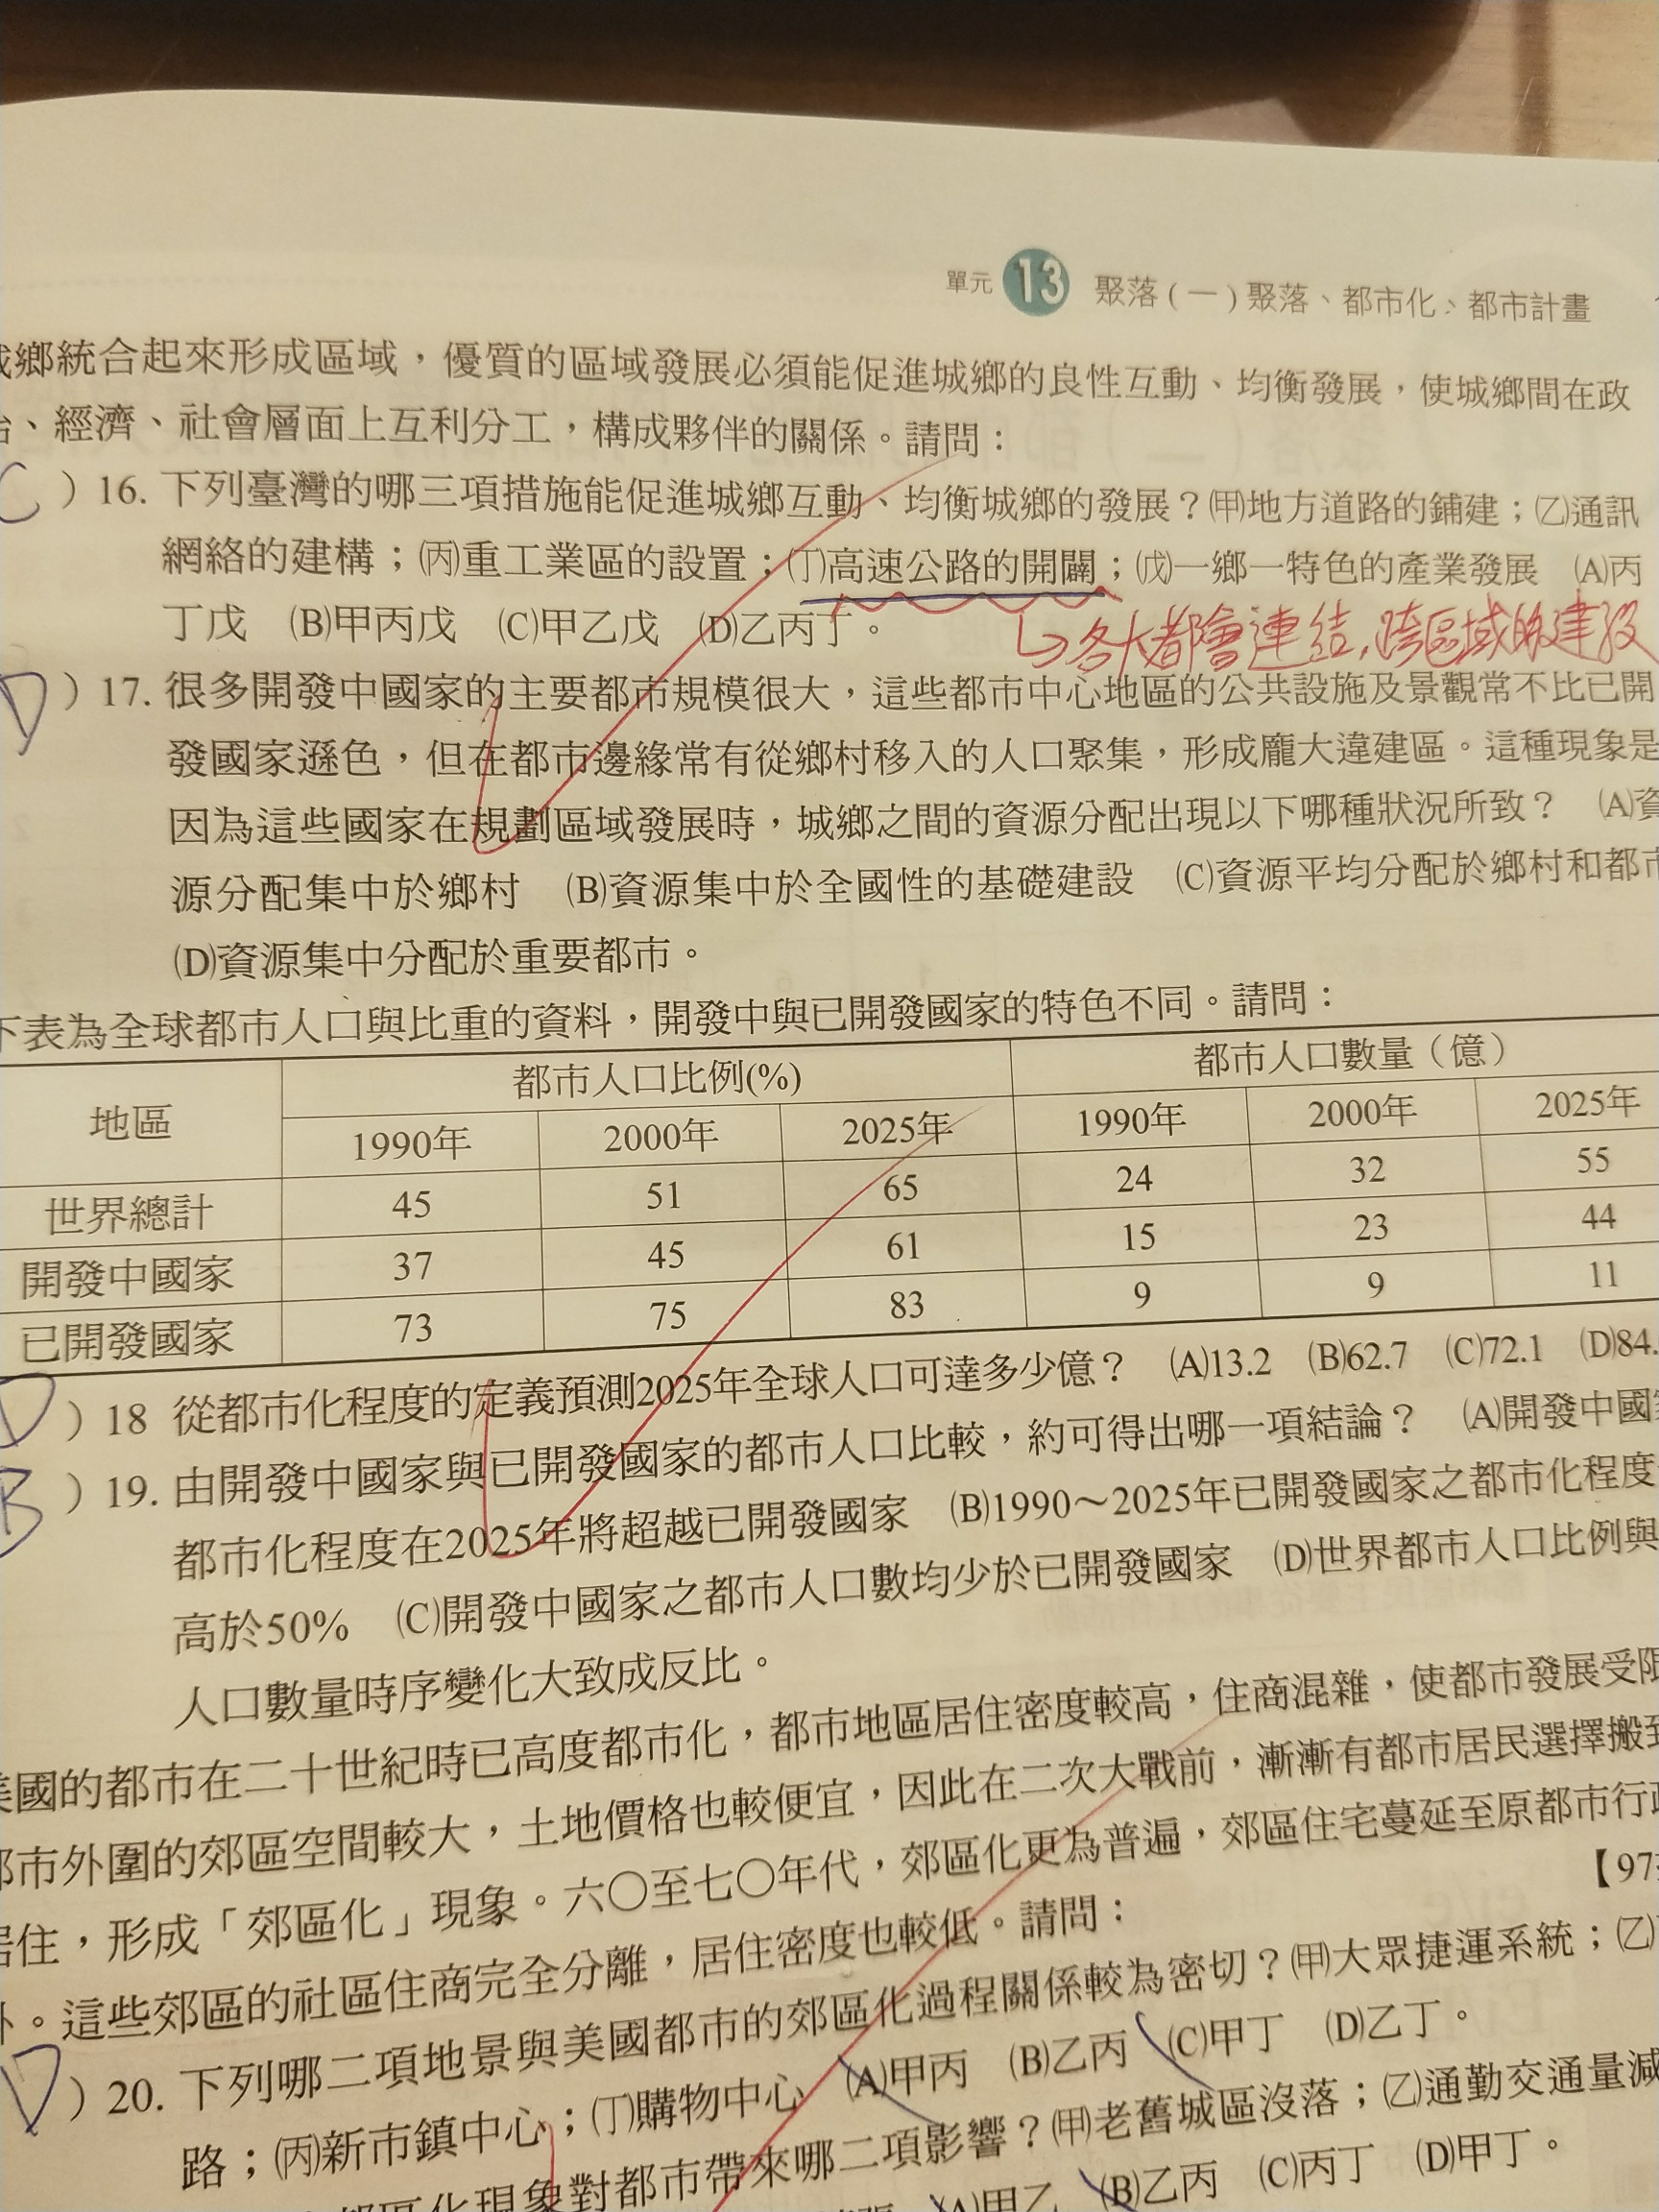 單元 13 聚落(一)聚落、都市化、都市計畫
鄉統合起來形成區域，優質的區域發展必須能促進城鄉的良性互動、均衡發展，使城鄉間在政
、經濟、社會層面上互利分工，構成夥伴的關係。請問：
C ) 16. 下列臺灣的哪三項措施能促進城鄉互動、均衡城鄉的發展？(甲)地方道路的鋪建；(乙)通訊
網絡的建構；(丙)重工業區的設置；(丁)高速公路的開闢；(戊)一鄉一特色的產業發展 (A)丙
丁戊 (B)甲丙戊 (C)甲乙戊 (D)乙丙丁。
↳各大都會連結，跨區域的建設
D ) 17. 很多開發中國家的主要都市規模很大，這些都市中心地區的公共設施及景觀常不比已開
發國家遜色，但在都市邊緣常有從鄉村移入的人口聚集，形成龐大違建區。這種現象是
因為這些國家在規劃區域發展時，城鄉之間的資源分配出現以下哪種狀況所致？ (A)資
源分配集中於鄉村 (B)資源集中於全國性的基礎建設 (C)資源平均分配於鄉村和都市
(D)資源集中分配於重要都市。
下表為全球都市人口與比重的資料，開發中與已開發國家的特色不同。請問：
地區 都市人口比例(%) 都市人口數量（億）
1990年 2000年 2025年 1990年 2000年 2025年
世界總計 45 51 65 24 32 55
開發中國家 37 45 61 15 23 44
已開發國家 73 75 83 9 9 11
D ) 18 從都市化程度的定義預測2025年全球人口可達多少億？ (A)13.2 (B)62.7 (C)72.1 (D)84.
B ) 19. 由開發中國家與已開發國家的都市人口比較，約可得出哪一項結論？ (A)開發中國
都市化程度在2025年將超越已開發國家 (B)1990～2025年已開發國家之都市化程度
高於50% (C)開發中國家之都市人口數均少於已開發國家 (D)世界都市人口比例與
人口數量時序變化大致成反比。
美國的都市在二十世紀時已高度都市化，都市地區居住密度較高，住商混雜，使都市發展受限
都市外圍的郊區空間較大，土地價格也較便宜，因此在二次大戰前，漸漸有都市居民選擇搬到
居住，形成「郊區化」現象。六〇至七〇年代，郊區化更為普遍，郊區住宅蔓延至原都市行政
外。這些郊區的社區住商完全分離，居住密度也較低。請問： 【97
D ) 20. 下列哪二項地景與美國都市的郊區化過程關係較為密切？(甲)大眾捷運系統；(乙)
路；(丙)新市鎮中心；(丁)購物中心 (A)甲丙 (B)乙丙 (C)甲丁 (D)乙丁。
郊區化現象對都市帶來哪二項影響？(甲)老舊城區沒落；(乙)通勤交通量減
(A)甲乙 (B)乙丙 (C)丙丁 (D)甲丁。